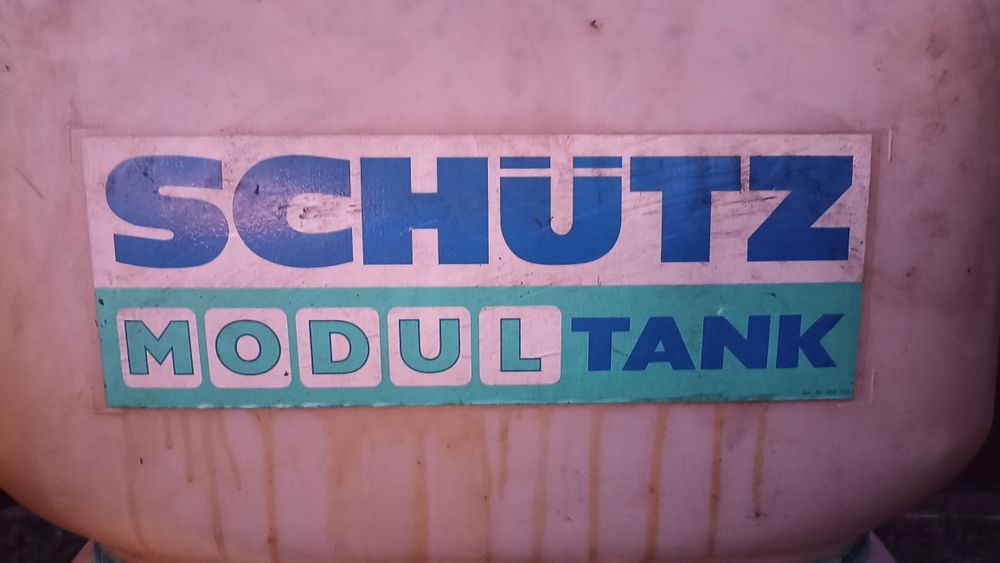 SCHÜTZ
MODUL TANK